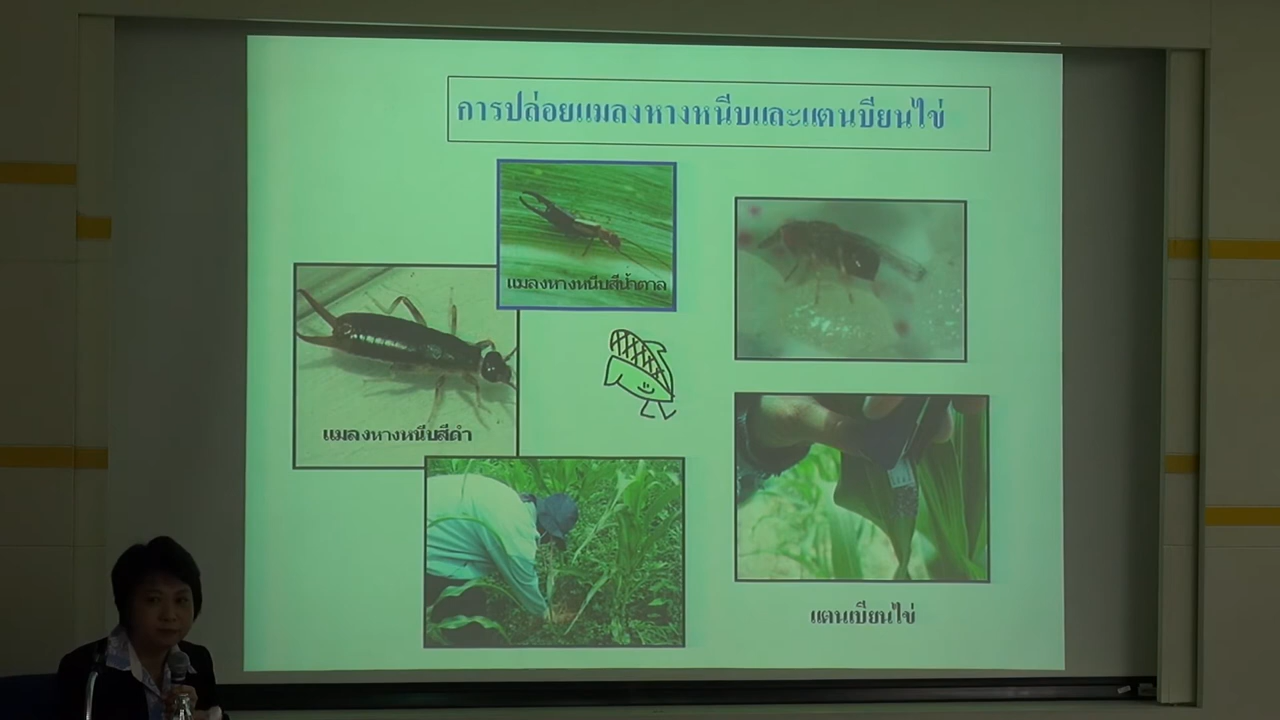 การปล่อยแมลงหางหนีบและแตนบียนไข่
แมลงหางหนีบสีน้ำตาล
แมลงหางหนีบสีดำ
แตนเบียนไข่